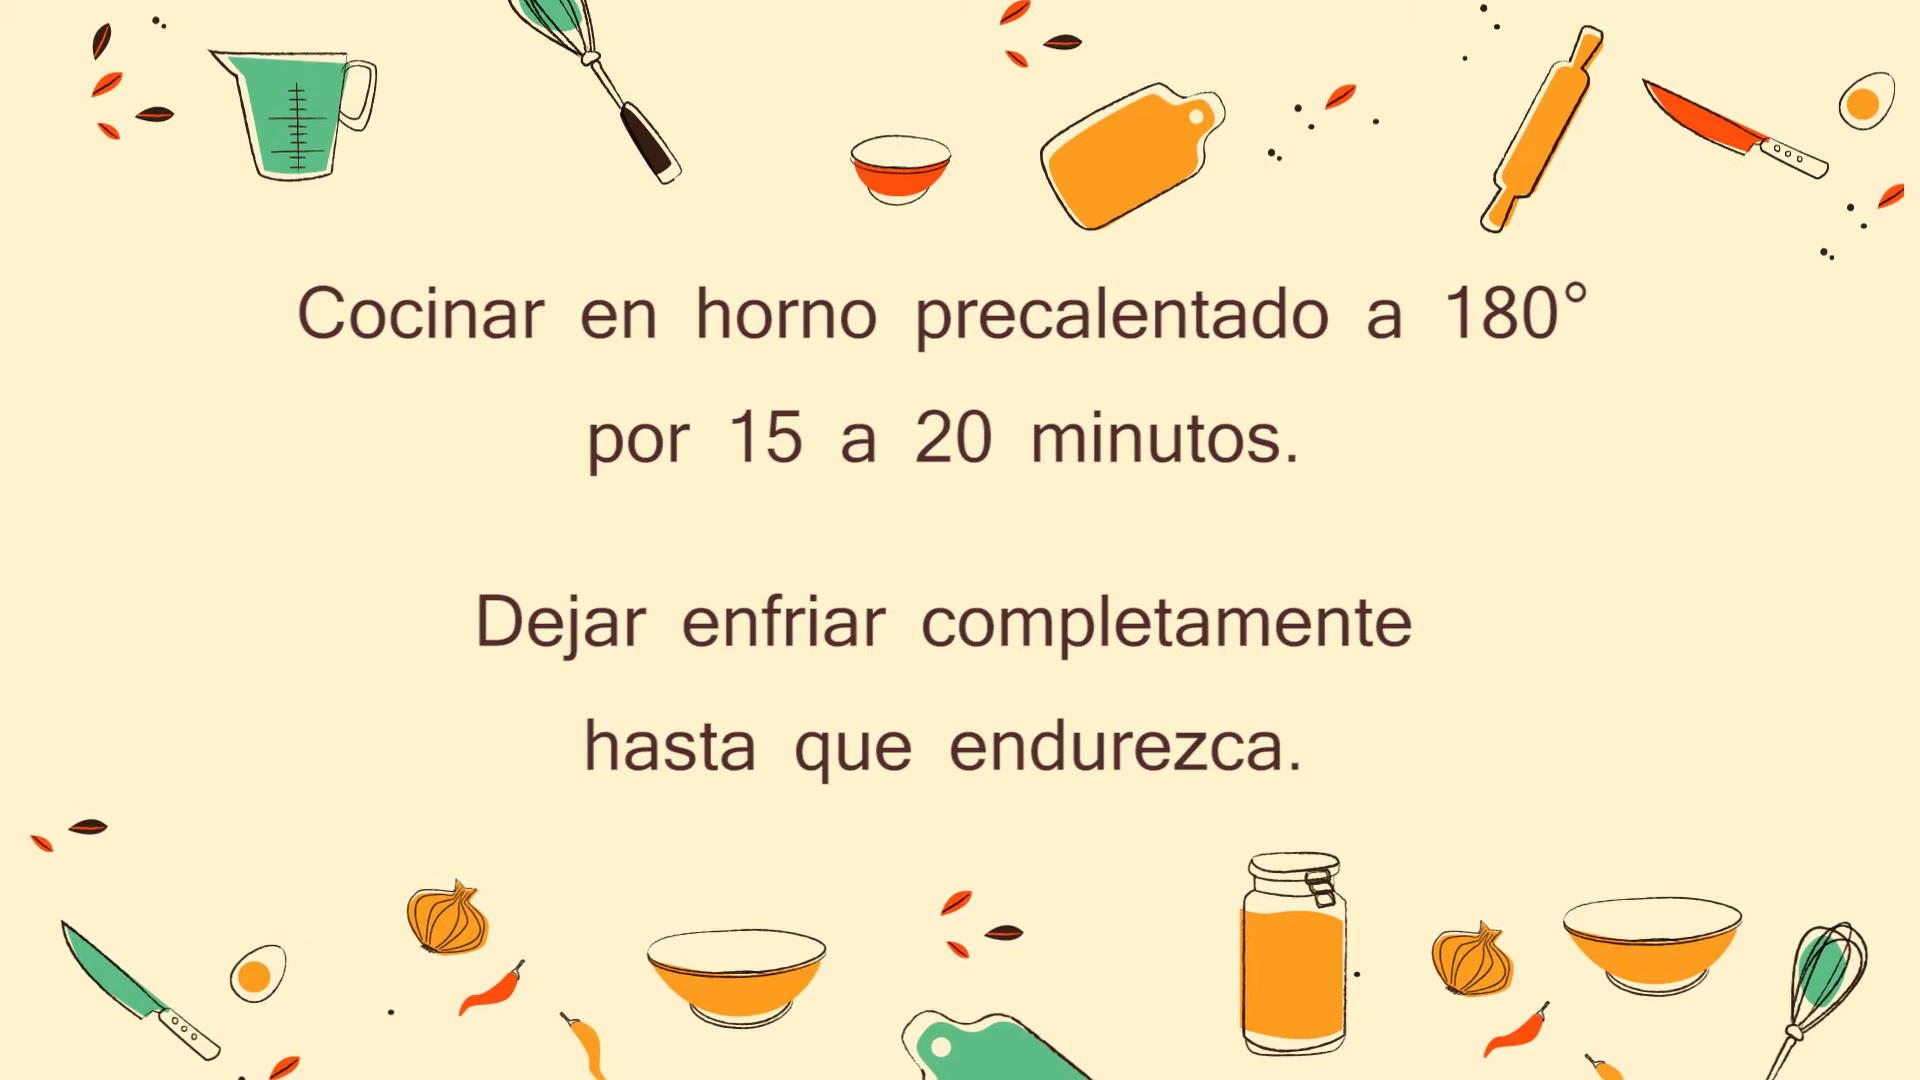 Cocinar en horno precalentado a 180°
por 15 a 20 minutos.
Dejar enfriar completamente
hasta que endurezca.